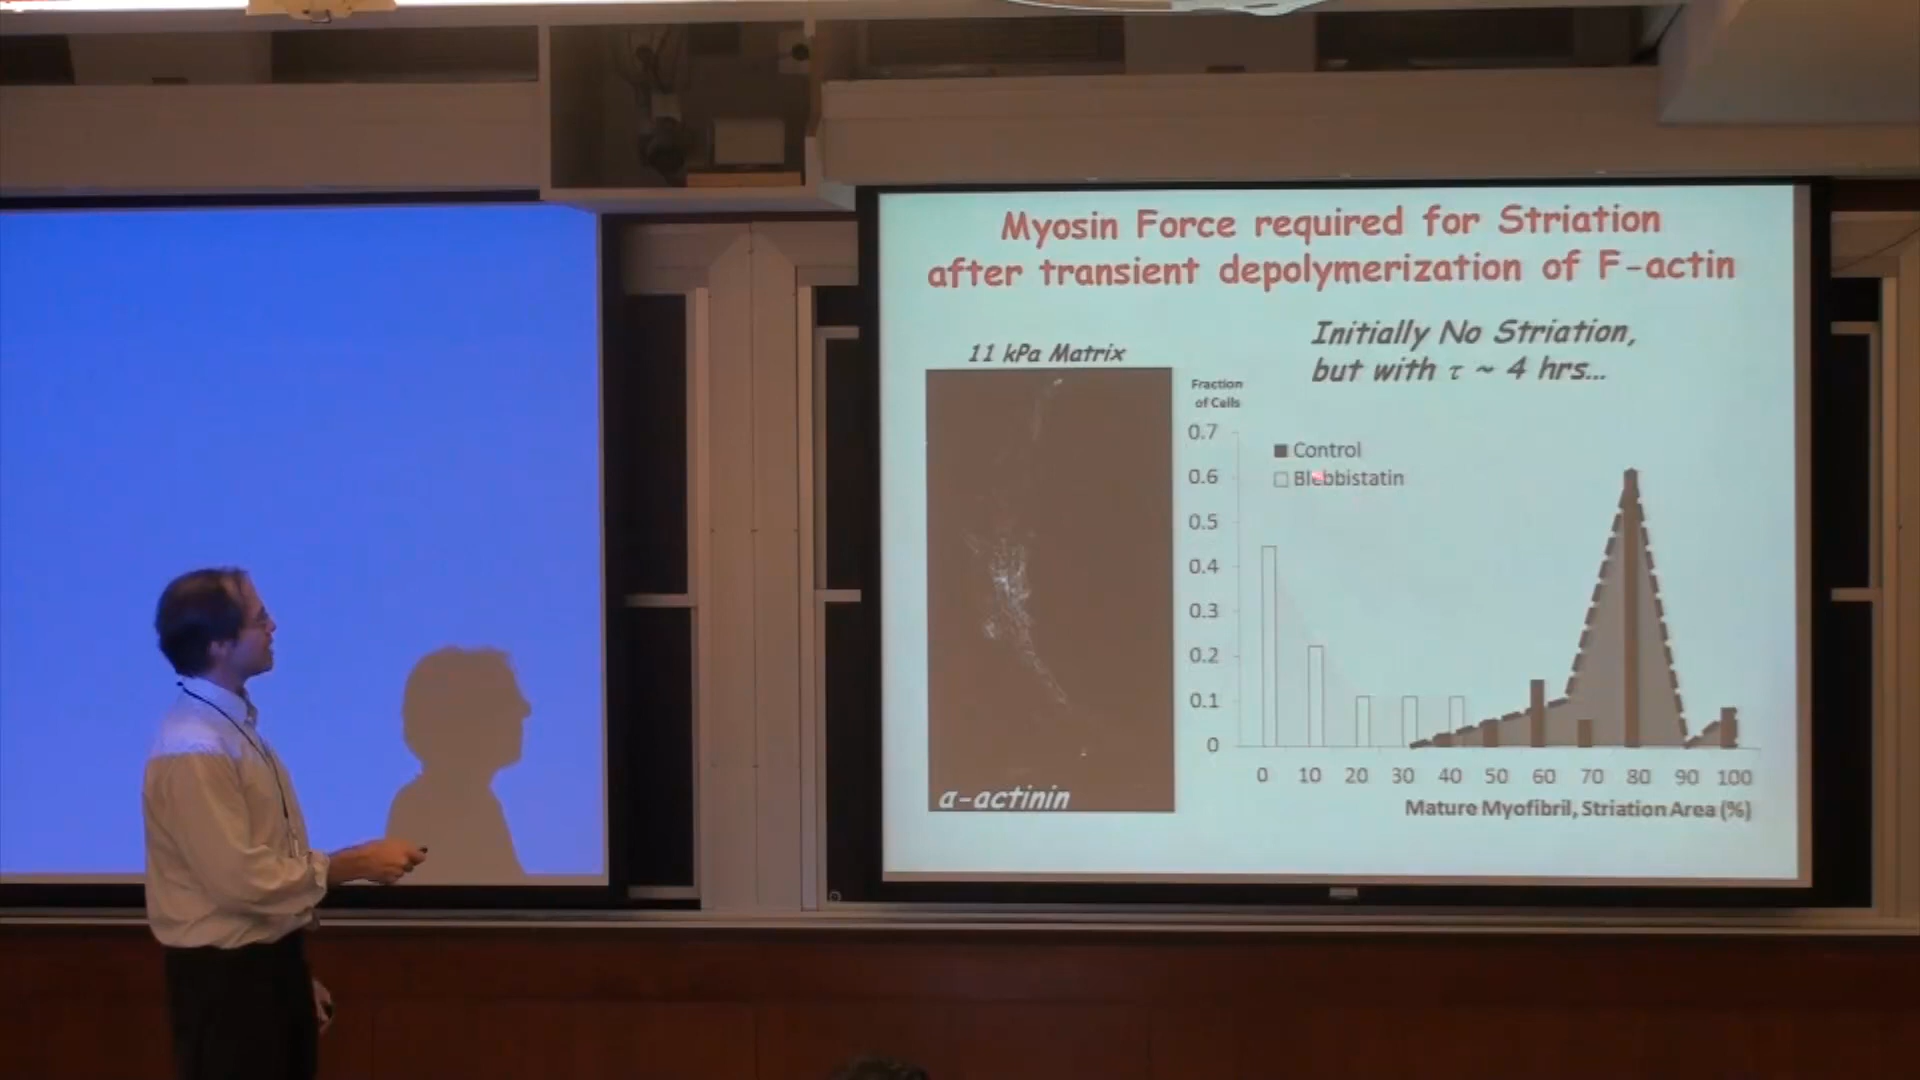 Myosin Force required for Striation
after transient depolymerization of F-actin
Initially No Striation,
but with τ ~ 4 hrs...
11 kPa Matrix
α-actinin
Fraction
of Cells
0.7
0.6
0.5
0.4
0.3
0.2
0.1
0
Control
Blebbistatin
0 10 20 30 40 50 60 70 80 90 100
Mature Myofibril, Striation Area (%)